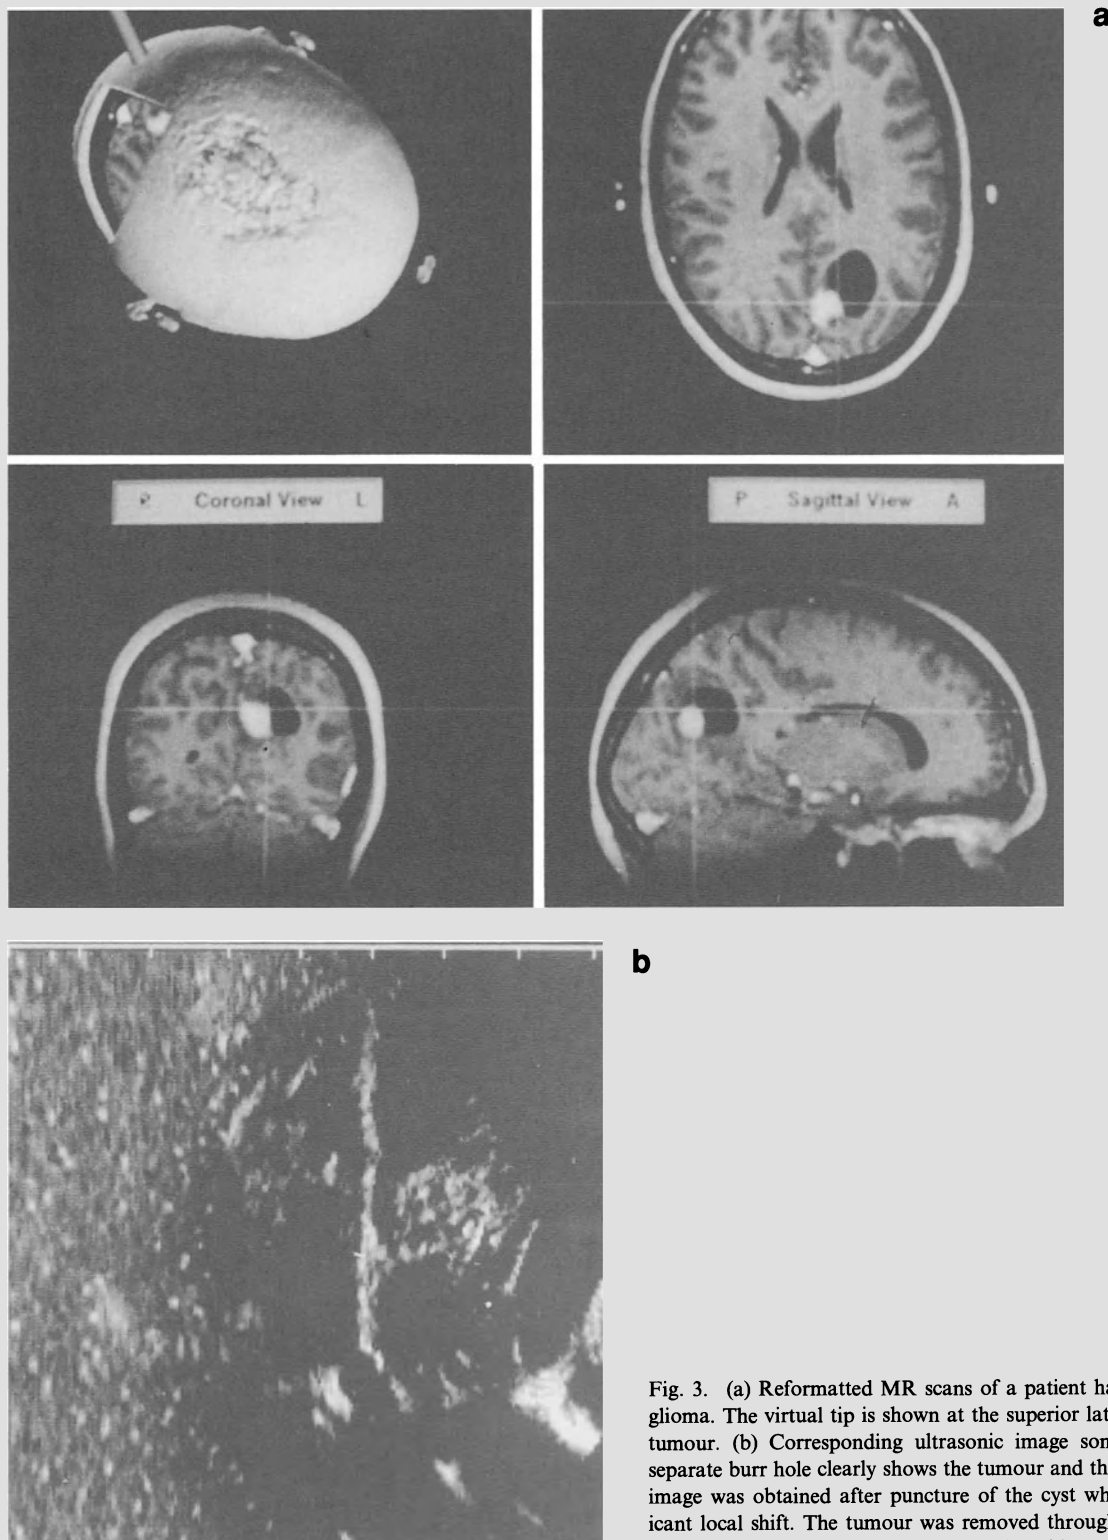 a
R Coronal View L
P Sagittal View A
b
Fig. 3. (a) Reformatted MR scans of a patient ha
glioma. The virtual tip is shown at the superior lat
tumour. (b) Corresponding ultrasonic image son
separate burr hole clearly shows the tumour and th
image was obtained after puncture of the cyst wh
icant local shift. The tumour was removed throug